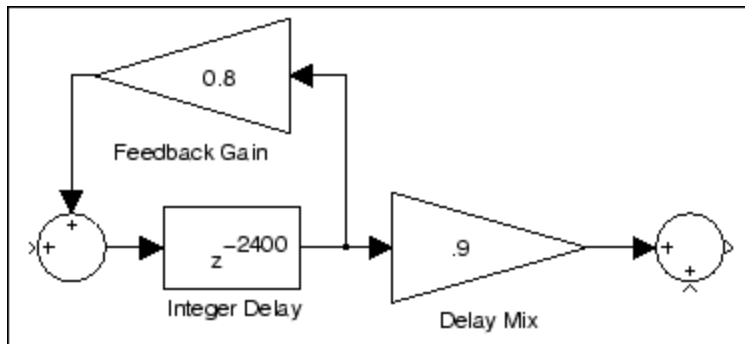 0.8
Feedback Gain
+
+
z^-2400
.9
+
+
Integer Delay
Delay Mix